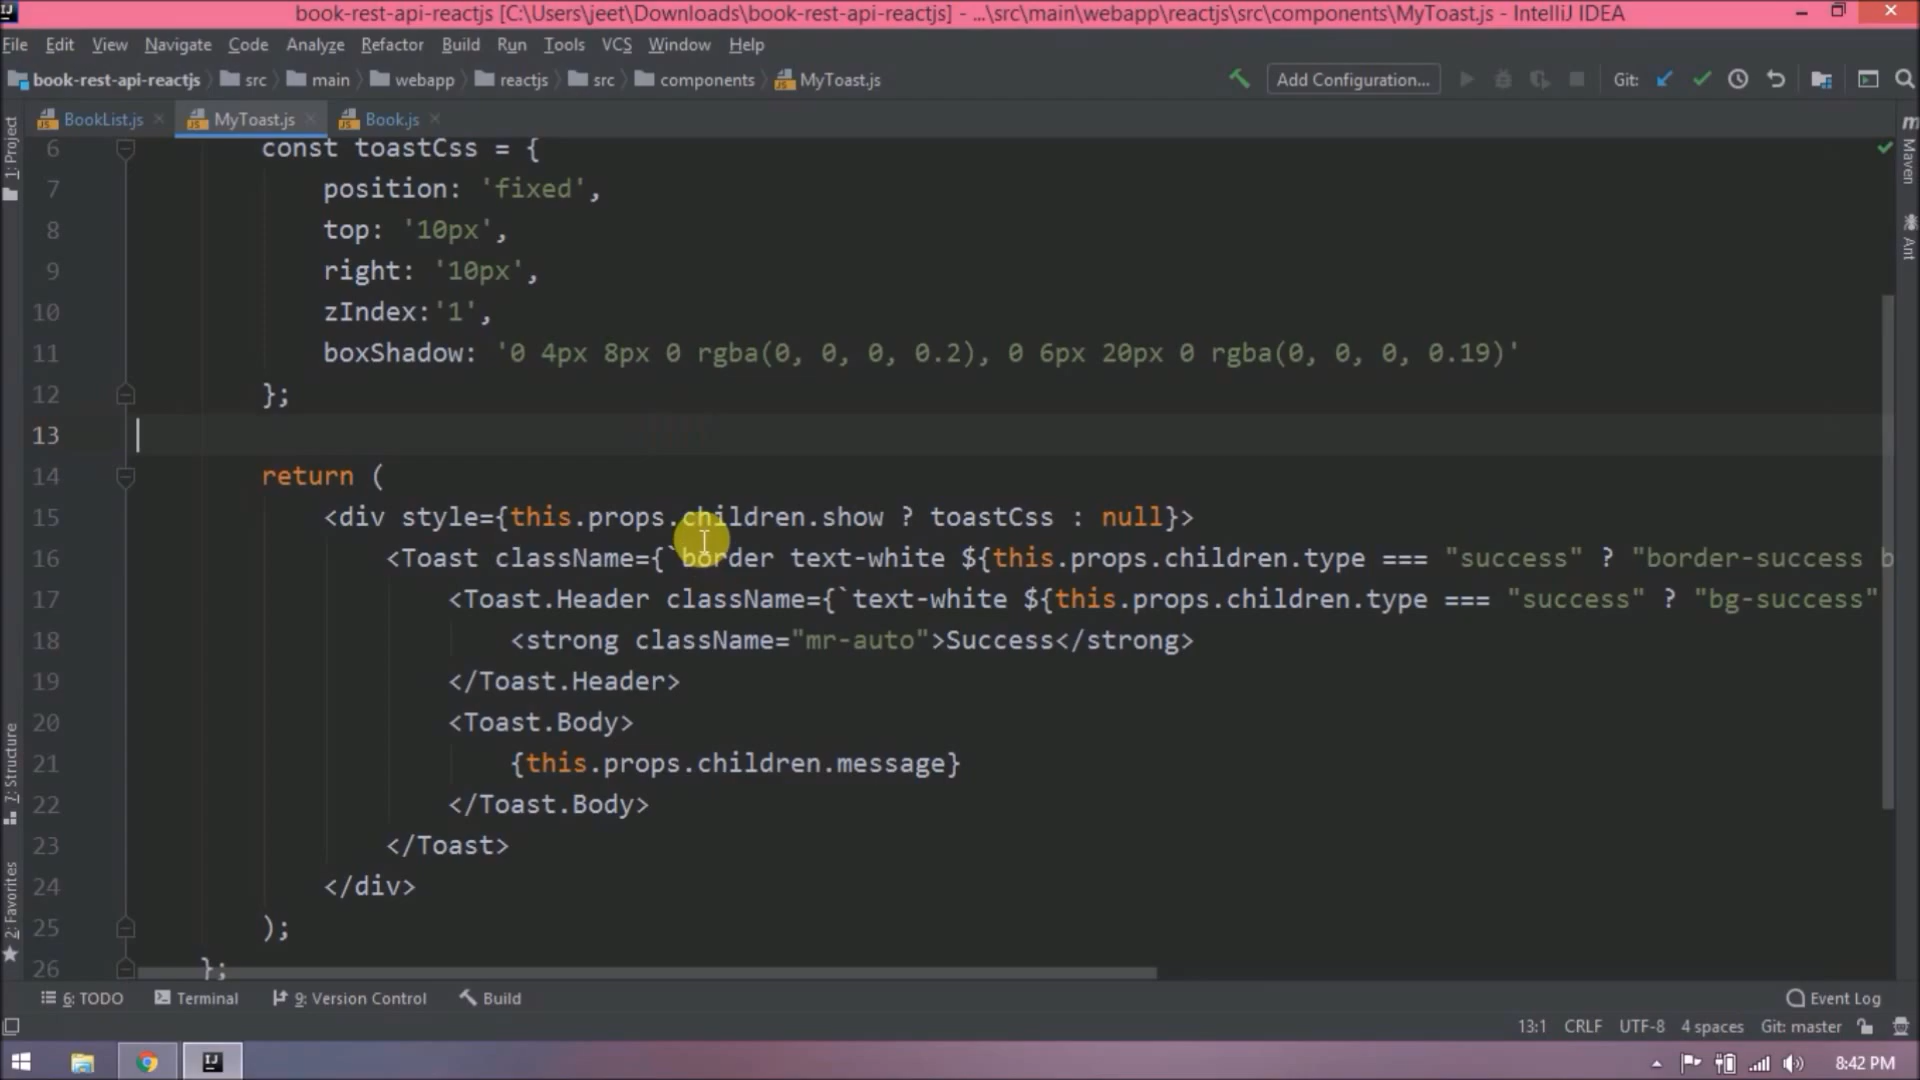 book-rest-api-reactjs [C:\Users\jeet\Downloads\book-rest-api-reactjs] - ...\src\main\webapp\reactjs\src\components\MyToast.js - IntelliJ IDEA
File Edit View Navigate Code Analyze Refactor Build Run Tools VCS Window Help
book-rest-api-reactjs src main webapp reactjs src components MyToast.js Add Configuration... Git:
BookList.js MyToast.js Book.js
1: Project
Maven
Ant
7: Structure
2: Favorites
6 const toastCss = {
7 position: 'fixed',
8 top: '10px',
9 right: '10px',
10 zIndex:'1',
11 boxShadow: '0 4px 8px 0 rgba(0, 0, 0, 0.2), 0 6px 20px 0 rgba(0, 0, 0, 0.19)'
12 };
13
14 return (
15 <div style={this.props.children.show ? toastCss : null}>
16 <Toast className={`border text-white ${this.props.children.type === "success" ? "border-success b
17 <Toast.Header className={`text-white ${this.props.children.type === "success" ? "bg-success"
18 <strong className="mr-auto">Success</strong>
19 </Toast.Header>
20 <Toast.Body>
21 {this.props.children.message}
22 </Toast.Body>
23 </Toast>
24 </div>
25 );
26 };
6: TODO Terminal 9: Version Control Build Event Log
13:1 CRLF UTF-8 4 spaces Git: master
8:42 PM